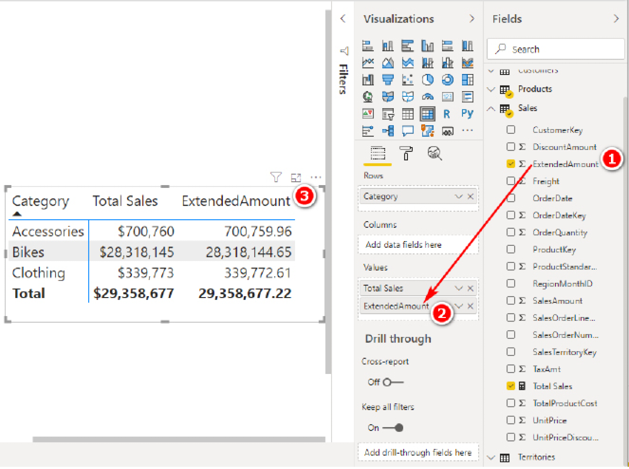 Category Total Sales ExtendedAmount 3
Accessories $700,760 700,759.96
Bikes $28,318,145 28,318,144.65
Clothing $339,773 339,772.61
Total $29,358,677 29,358,677.22
Filters
Visualizations
R Py
Rows
Category
Columns
Add data fields here
Values
Total Sales
ExtendedAmount 2
Drill through
Cross-report
Off
Keep all filters
On
Add drill-through fields here
Fields
Search
Customers
Products
Sales
CustomerKey
DiscountAmount
ExtendedAmount 1
Freight
OrderDate
OrderDateKey
OrderQuantity
ProductKey
ProductStandar...
RegionMonthID
SalesAmount
SalesOrderLine...
SalesOrderNum...
SalesTerritoryKey
TaxAmt
Total Sales
TotalProductCost
UnitPrice
UnitPriceDiscou...
Territories